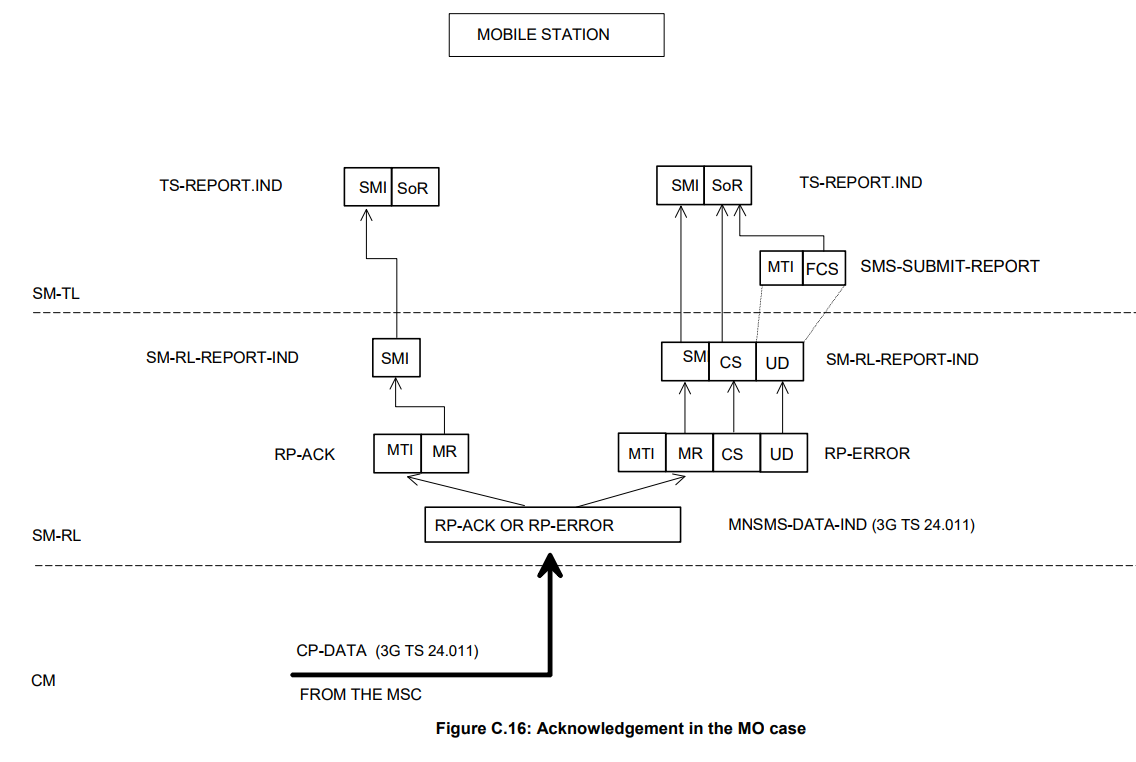 MOBILE STATION
TS-REPORT.IND SMI SoR SMI SoR TS-REPORT.IND
MTI FCS SMS-SUBMIT-REPORT
SM-TL
SM-RL-REPORT-IND SMI SM CS UD SM-RL-REPORT-IND
RP-ACK MTI MR MTI MR CS UD RP-ERROR
RP-ACK OR RP-ERROR MNSMS-DATA-IND (3G TS 24.011)
SM-RL
CP-DATA (3G TS 24.011)
CM
FROM THE MSC
Figure C.16: Acknowledgement in the MO case